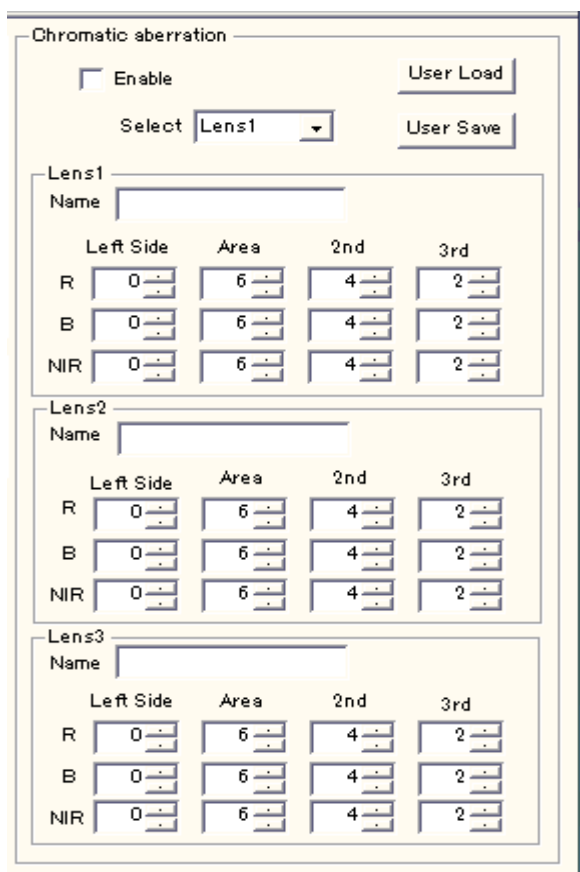 Chromatic aberration
Enable User Load
Select Lens1 User Save
Lens1
Name
Left Side Area 2nd 3rd
R 0 6 4 2
B 0 6 4 2
NIR 0 6 4 2
Lens2
Name
Left Side Area 2nd 3rd
R 0 6 4 2
B 0 6 4 2
NIR 0 6 4 2
Lens3
Name
Left Side Area 2nd 3rd
R 0 6 4 2
B 0 6 4 2
NIR 0 6 4 2